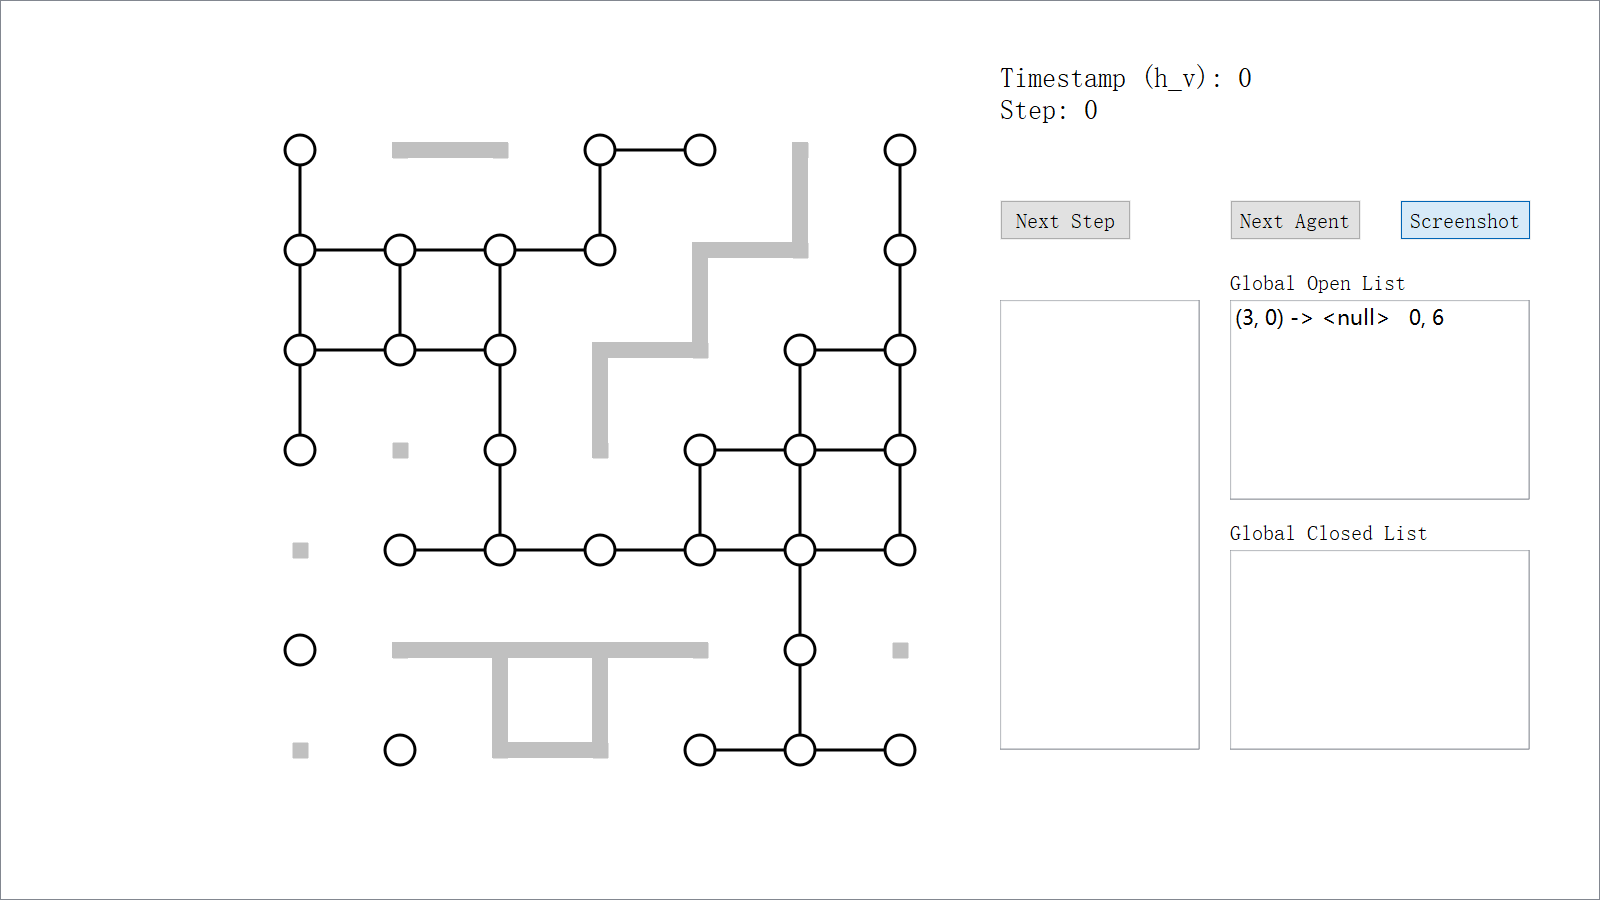 Timestamp (h_v): 0
Step: 0
Next Step
Next Agent
Screenshot
Global Open List
(3, 0) -> <null> 0, 6
Global Closed List